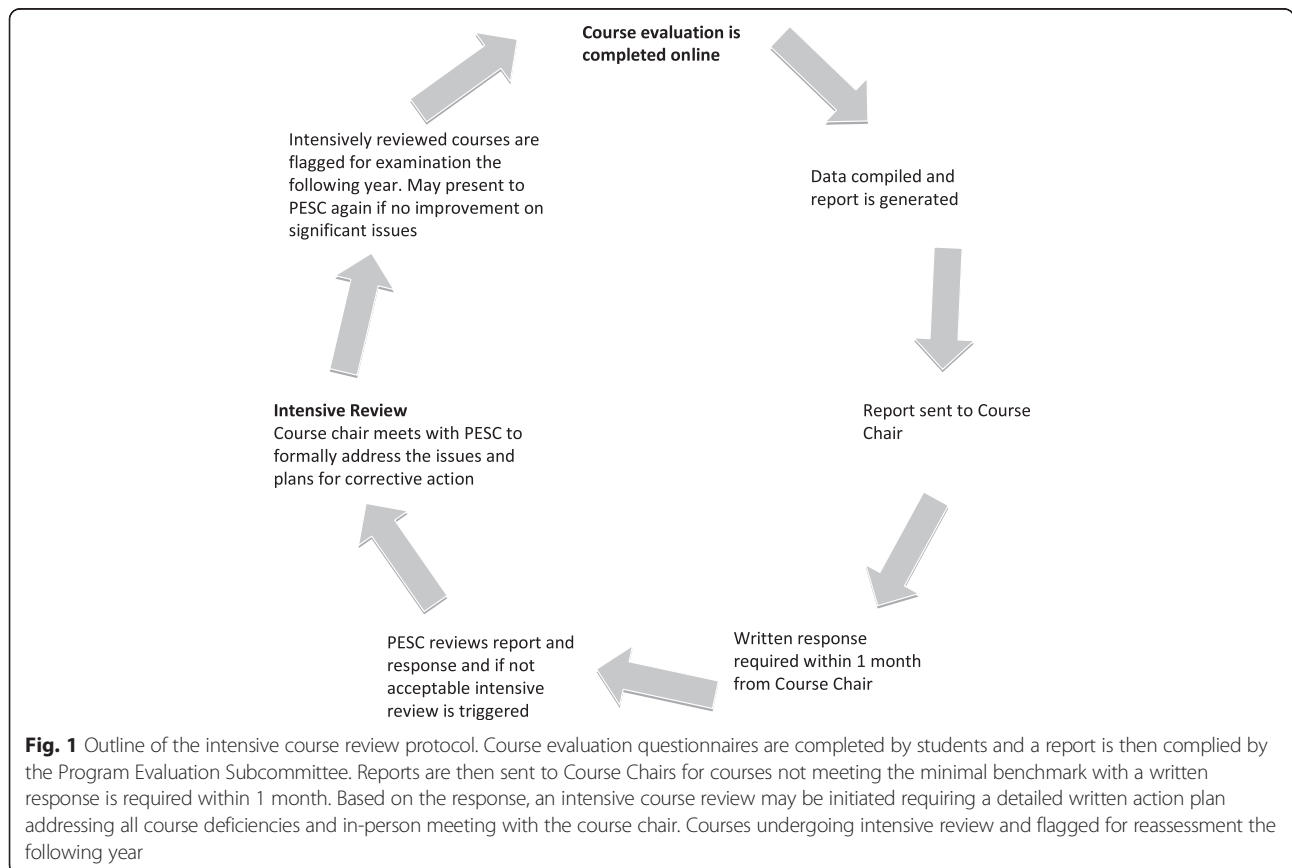 Course evaluation is
completed online
Data compiled and
report is generated
Report sent to Course
Chair
Written response
required within 1 month
from Course Chair
PESC reviews report and
response and if not
acceptable intensive
review is triggered
Intensive Review
Course chair meets with PESC to
formally address the issues and
plans for corrective action
Intensively reviewed courses are
flagged for examination the
following year. May present to
PESC again if no improvement on
significant issues
Fig. 1 Outline of the intensive course review protocol. Course evaluation questionnaires are completed by students and a report is then complied by
the Program Evaluation Subcommittee. Reports are then sent to Course Chairs for courses not meeting the minimal benchmark with a written
response is required within 1 month. Based on the response, an intensive course review may be initiated requiring a detailed written action plan
addressing all course deficiencies and in-person meeting with the course chair. Courses undergoing intensive review and flagged for reassessment the
following year